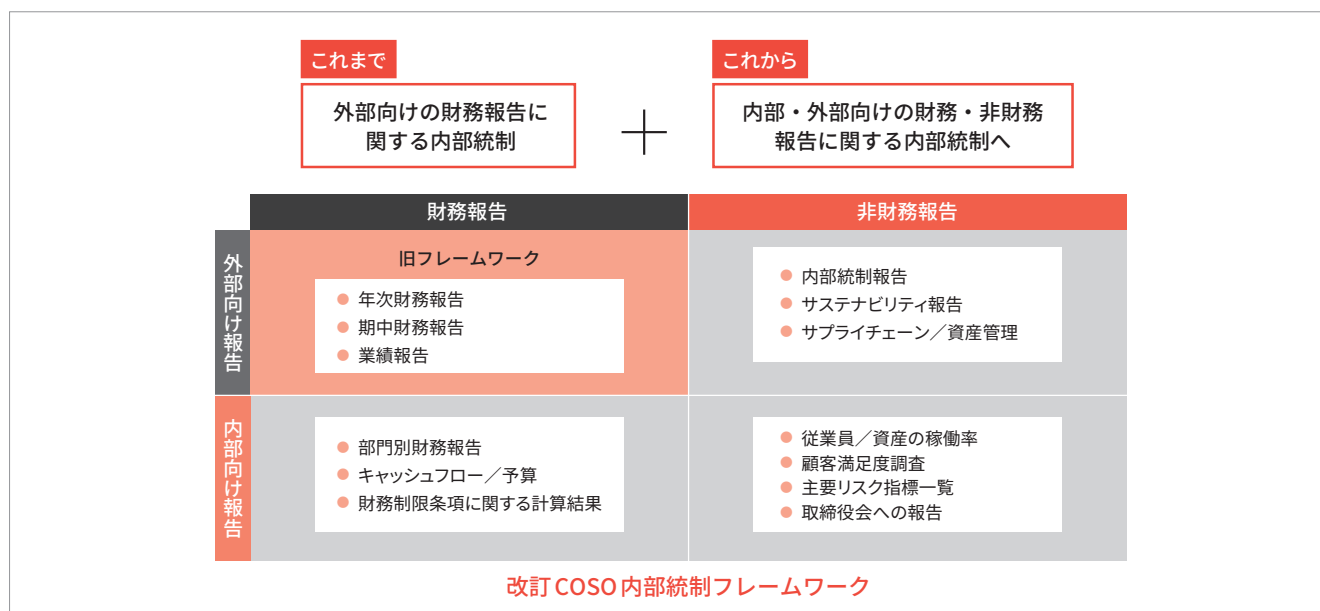 これまで
外部向けの財務報告に
関する内部統制
＋
これから
内部・外部向けの財務・非財務
報告に関する内部統制へ
財務報告
非財務報告
外部向け報告
旧フレームワーク
● 年次財務報告
● 期中財務報告
● 業績報告
● 内部統制報告
● サステナビリティ報告
● サプライチェーン／資産管理
内部向け報告
● 部門別財務報告
● キャッシュフロー／予算
● 財務制限条項に関する計算結果
● 従業員／資産の稼働率
● 顧客満足度調査
● 主要リスク指標一覧
● 取締役会への報告
改訂COSO内部統制フレームワーク